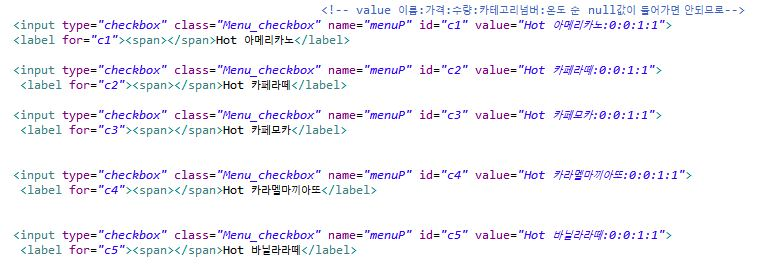 <!-- value 이름:가격:수량:카테고리넘버:온도 순 null값이 들어가면 안되므로-->
<input type="checkbox" class="Menu_checkbox" name="menuP" id="c1" value="Hot 아메리카노:0:0:1:1">
<label for="c1"><span></span>Hot 아메리카노</label>
<input type="checkbox" class="Menu_checkbox" name="menuP" id="c2" value="Hot 카페라떼:0:0:1:1">
<label for="c2"><span></span>Hot 카페라떼</label>
<input type="checkbox" class="Menu_checkbox" name="menuP" id="c3" value="Hot 카페모카:0:0:1:1">
<label for="c3"><span></span>Hot 카페모카</label>
<input type="checkbox" class="Menu_checkbox" name="menuP" id="c4" value="Hot 카라멜마끼아또:0:0:1:1">
<label for="c4"><span></span>Hot 카라멜마끼아또</label>
<input type="checkbox" class="Menu_checkbox" name="menuP" id="c5" value="Hot 바닐라라떼:0:0:1:1">
<label for="c5"><span></span>Hot 바닐라라떼</label>